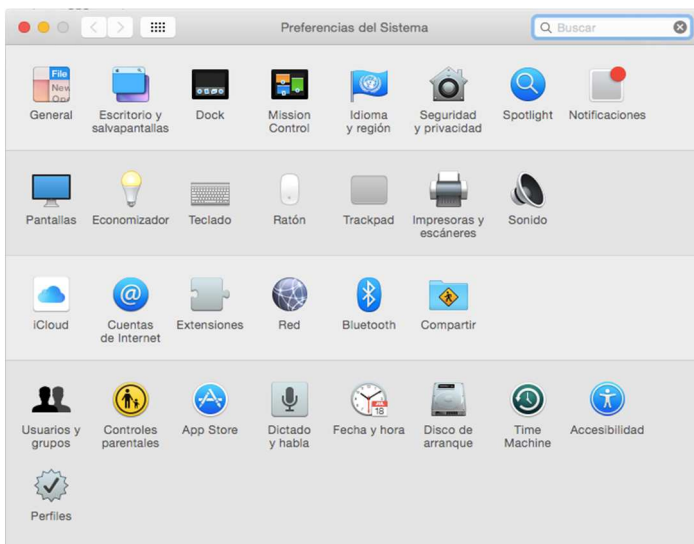 Preferencias del Sistema
Buscar
File
New
General
Escritorio y
salvapantallas
Dock
Mission
Control
Idioma
y región
Seguridad
y privacidad
Spotlight
Notificaciones
Pantallas
Economizador
Teclado
Ratón
Trackpad
Impresoras y
escáneres
Sonido
iCloud
Cuentas
de Internet
Extensiones
Red
Bluetooth
Compartir
Usuarios y
grupos
Controles
parentales
App Store
Dictado
y habla
18
Fecha y hora
Disco de
arranque
Time
Machine
Accesibilidad
Perfiles